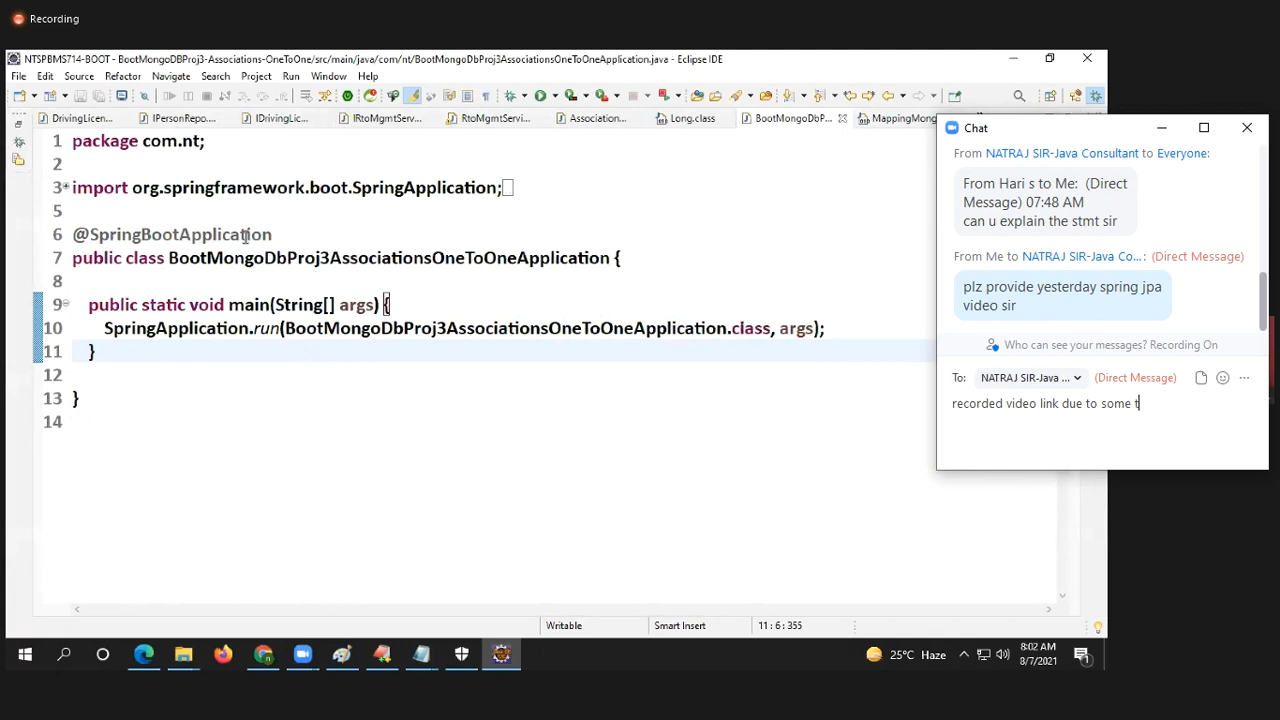 Recording
NTSPBMS714-BOOT - BootMongoDBProj3-Associations-OneToOne/src/main/java/com/nt/BootMongoDbProj3AssociationsOneToOneApplication.java - Eclipse IDE
File Edit Source Refactor Navigate Search Project Run Window Help
DrivingLicen... IPersonRepo... IDrivingLic... IRtoMgmtServ... RtoMgmtServ... Association... Long.class BootMongoDbP... MappingMong
1 package com.nt;
2
3 import org.springframework.boot.SpringApplication;
5
6 @SpringBootApplication
7 public class BootMongoDbProj3AssociationsOneToOneApplication {
8
9 public static void main(String[] args) {
10 SpringApplication.run(BootMongoDbProj3AssociationsOneToOneApplication.class, args);
11 }
12
13 }
14
Chat
From NATRAJ SIR-Java Consultant to Everyone:
From Hari s to Me: (Direct
Message) 07:48 AM
can u explain the stmt sir
From Me to NATRAJ SIR-Java Co...: (Direct Message)
plz provide yesterday spring jpa
video sir
Who can see your messages? Recording On
To: NATRAJ SIR-Java ... (Direct Message)
recorded video link due to some t
Writable Smart Insert 11 : 6 : 355
25°C Haze
8:02 AM
8/7/2021
1